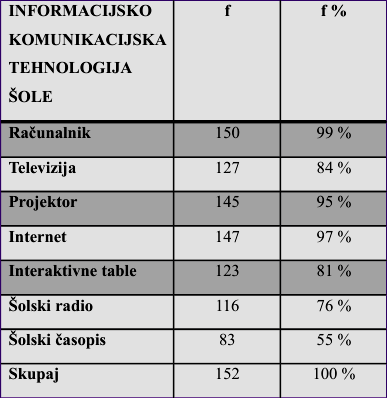 INFORMACIJSKO f f %
KOMUNIKACIJSKA
TEHNOLOGIJA
ŠOLE
Računalnik 150 99 %
Televizija 127 84 %
Projektor 145 95 %
Internet 147 97 %
Interaktivne table 123 81 %
Šolski radio 116 76 %
Šolski časopis 83 55 %
Skupaj 152 100 %